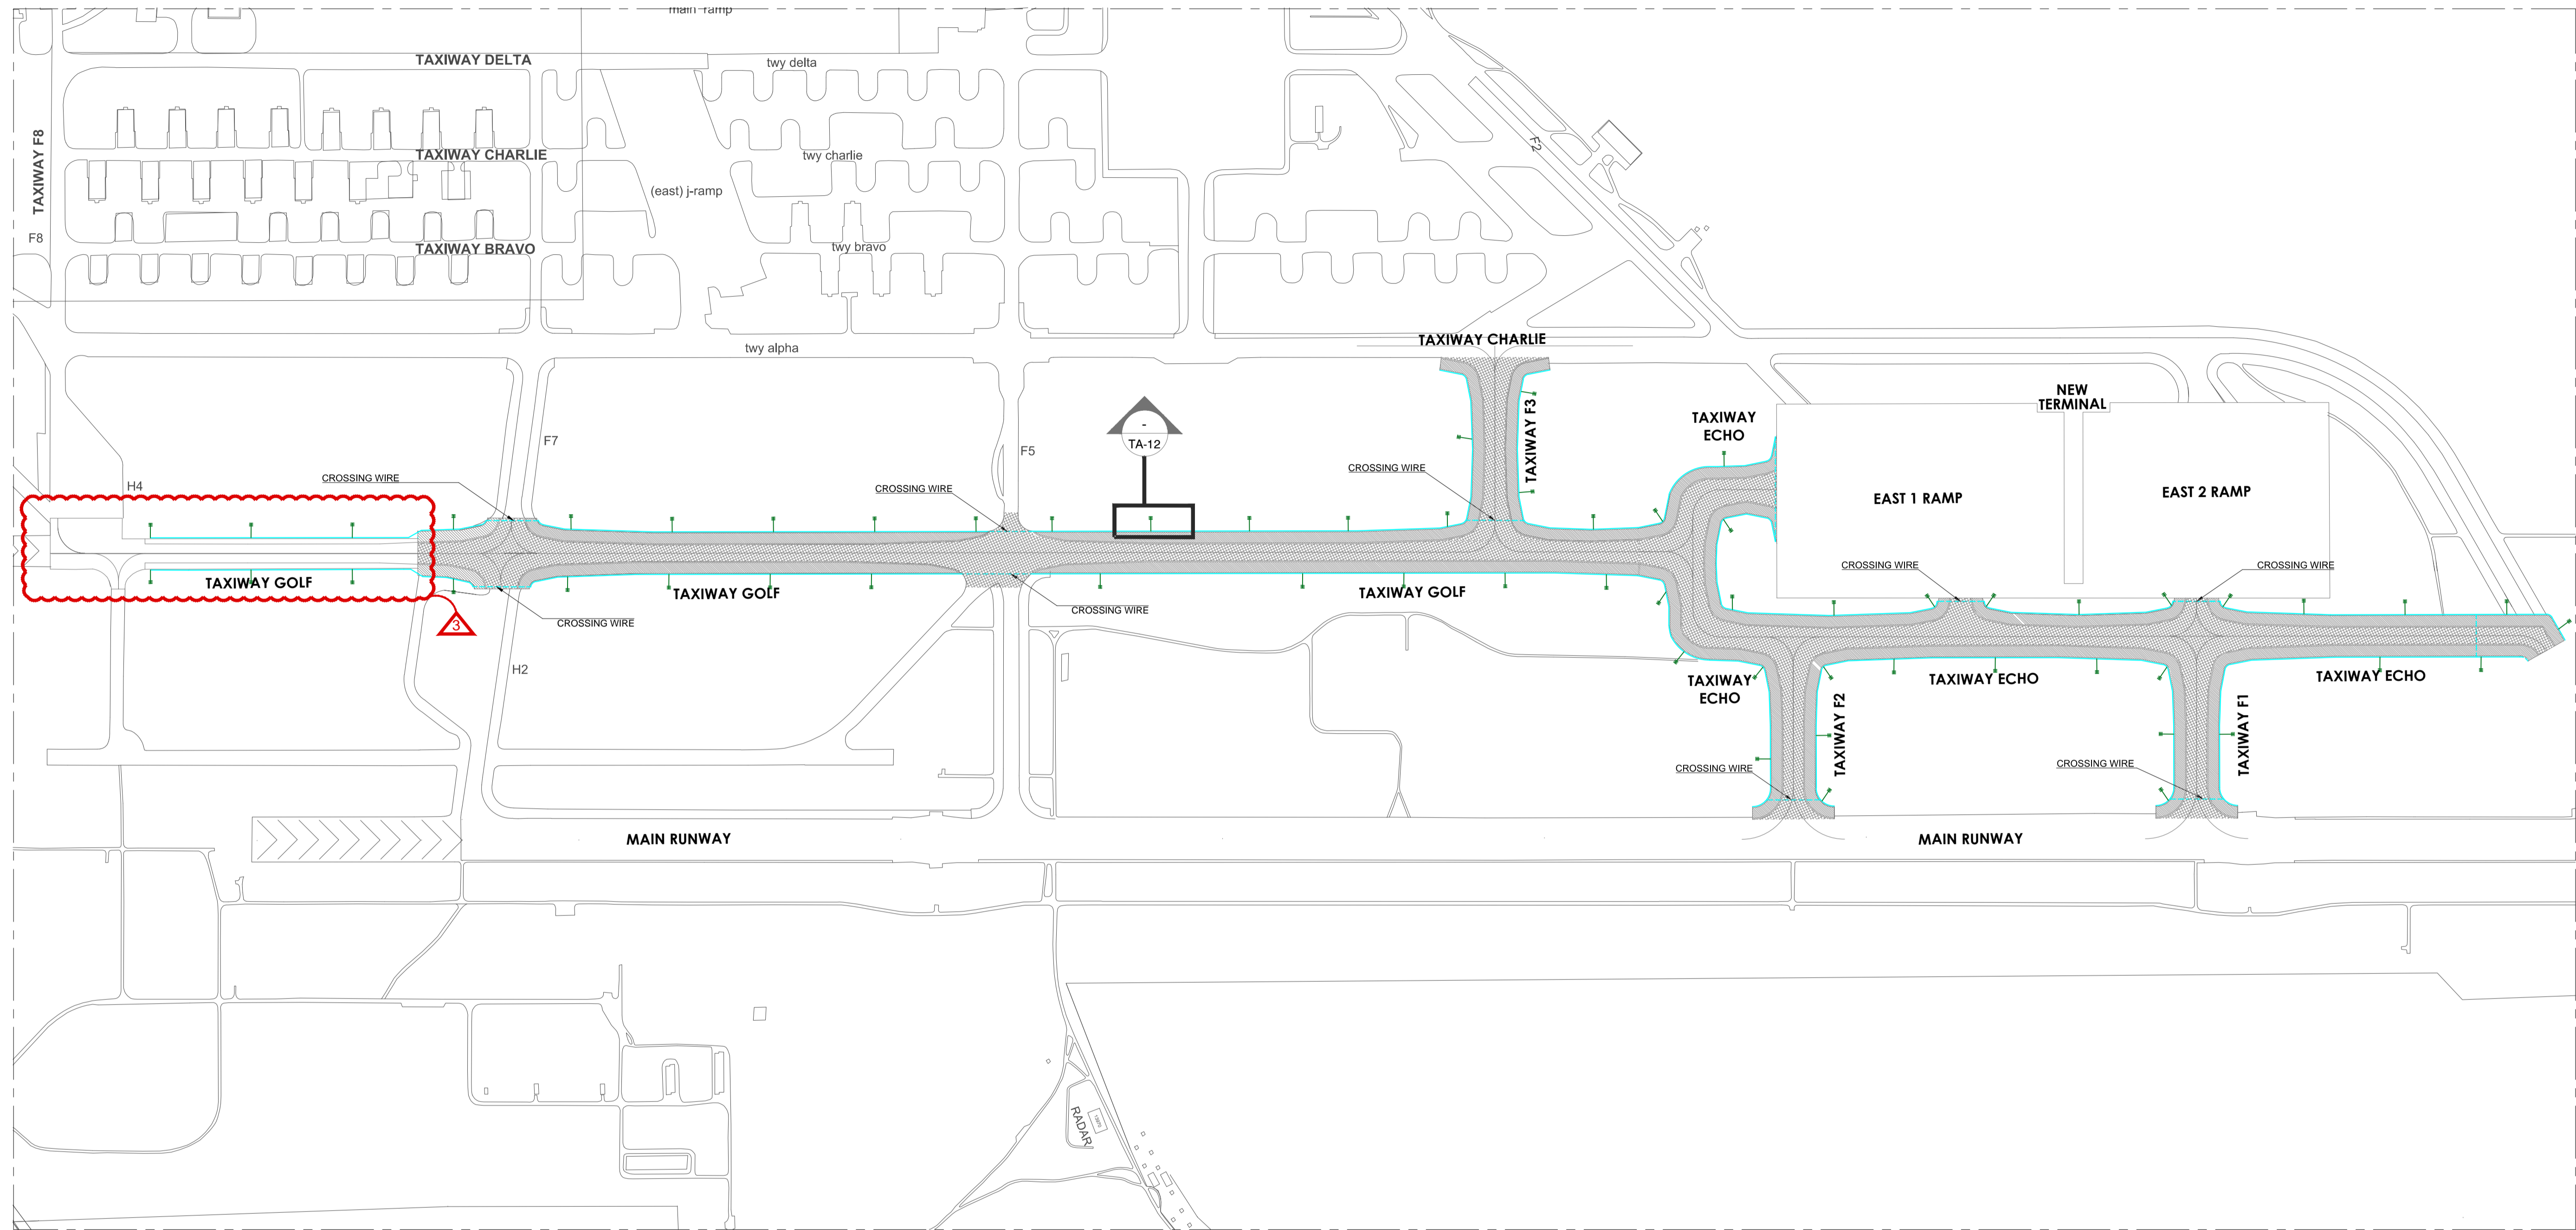 main ramp
TAXIWAY DELTA
twy delta
TAXIWAY F8
F2
TAXIWAY CHARLIE
twy charlie
(east) j-ramp
F8
TAXIWAY BRAVO
twy bravo
twy alpha
TAXIWAY CHARLIE
NEW
TERMINAL
TAXIWAY F3
TAXIWAY
ECHO
-
TA-12
F7
F5
CROSSING WIRE
CROSSING WIRE
CROSSING WIRE
H4
EAST 1 RAMP
EAST 2 RAMP
CROSSING WIRE
CROSSING WIRE
TAXIWAY GOLF
TAXIWAY GOLF
TAXIWAY GOLF
CROSSING WIRE
CROSSING WIRE
3
H2
TAXIWAY
ECHO
TAXIWAY ECHO
TAXIWAY ECHO
TAXIWAY F2
TAXIWAY F1
CROSSING WIRE
CROSSING WIRE
MAIN RUNWAY
MAIN RUNWAY
RADAR